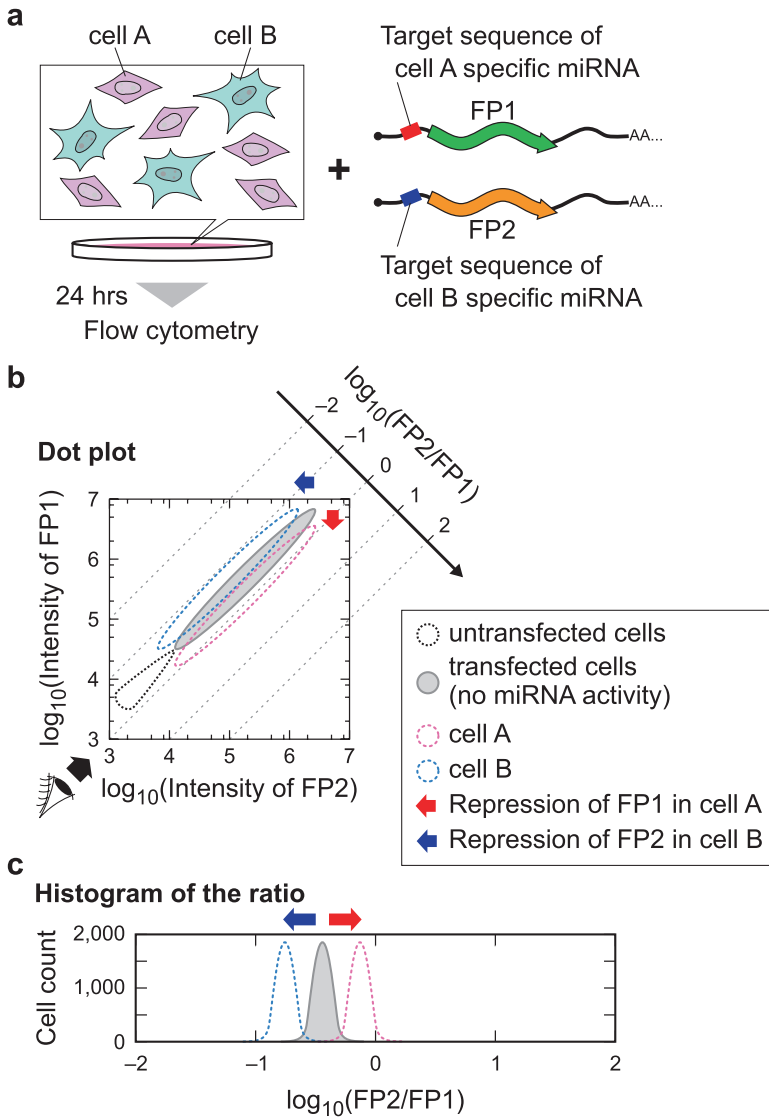 a
cell A
cell B
Target sequence of
cell A specific miRNA
FP1
AA...
+
AA...
FP2
Target sequence of
cell B specific miRNA
24 hrs
Flow cytometry
b
Dot plot
log10(FP2/FP1)
–2
–1
0
1
2
log10(Intensity of FP1)
7
6
5
4
3
3 4 5 6 7
log10(Intensity of FP2)
untransfected cells
transfected cells
(no miRNA activity)
cell A
cell B
Repression of FP1 in cell A
Repression of FP2 in cell B
c
Histogram of the ratio
Cell count
2,000
1,000
0
–2 –1 0 1 2
log10(FP2/FP1)